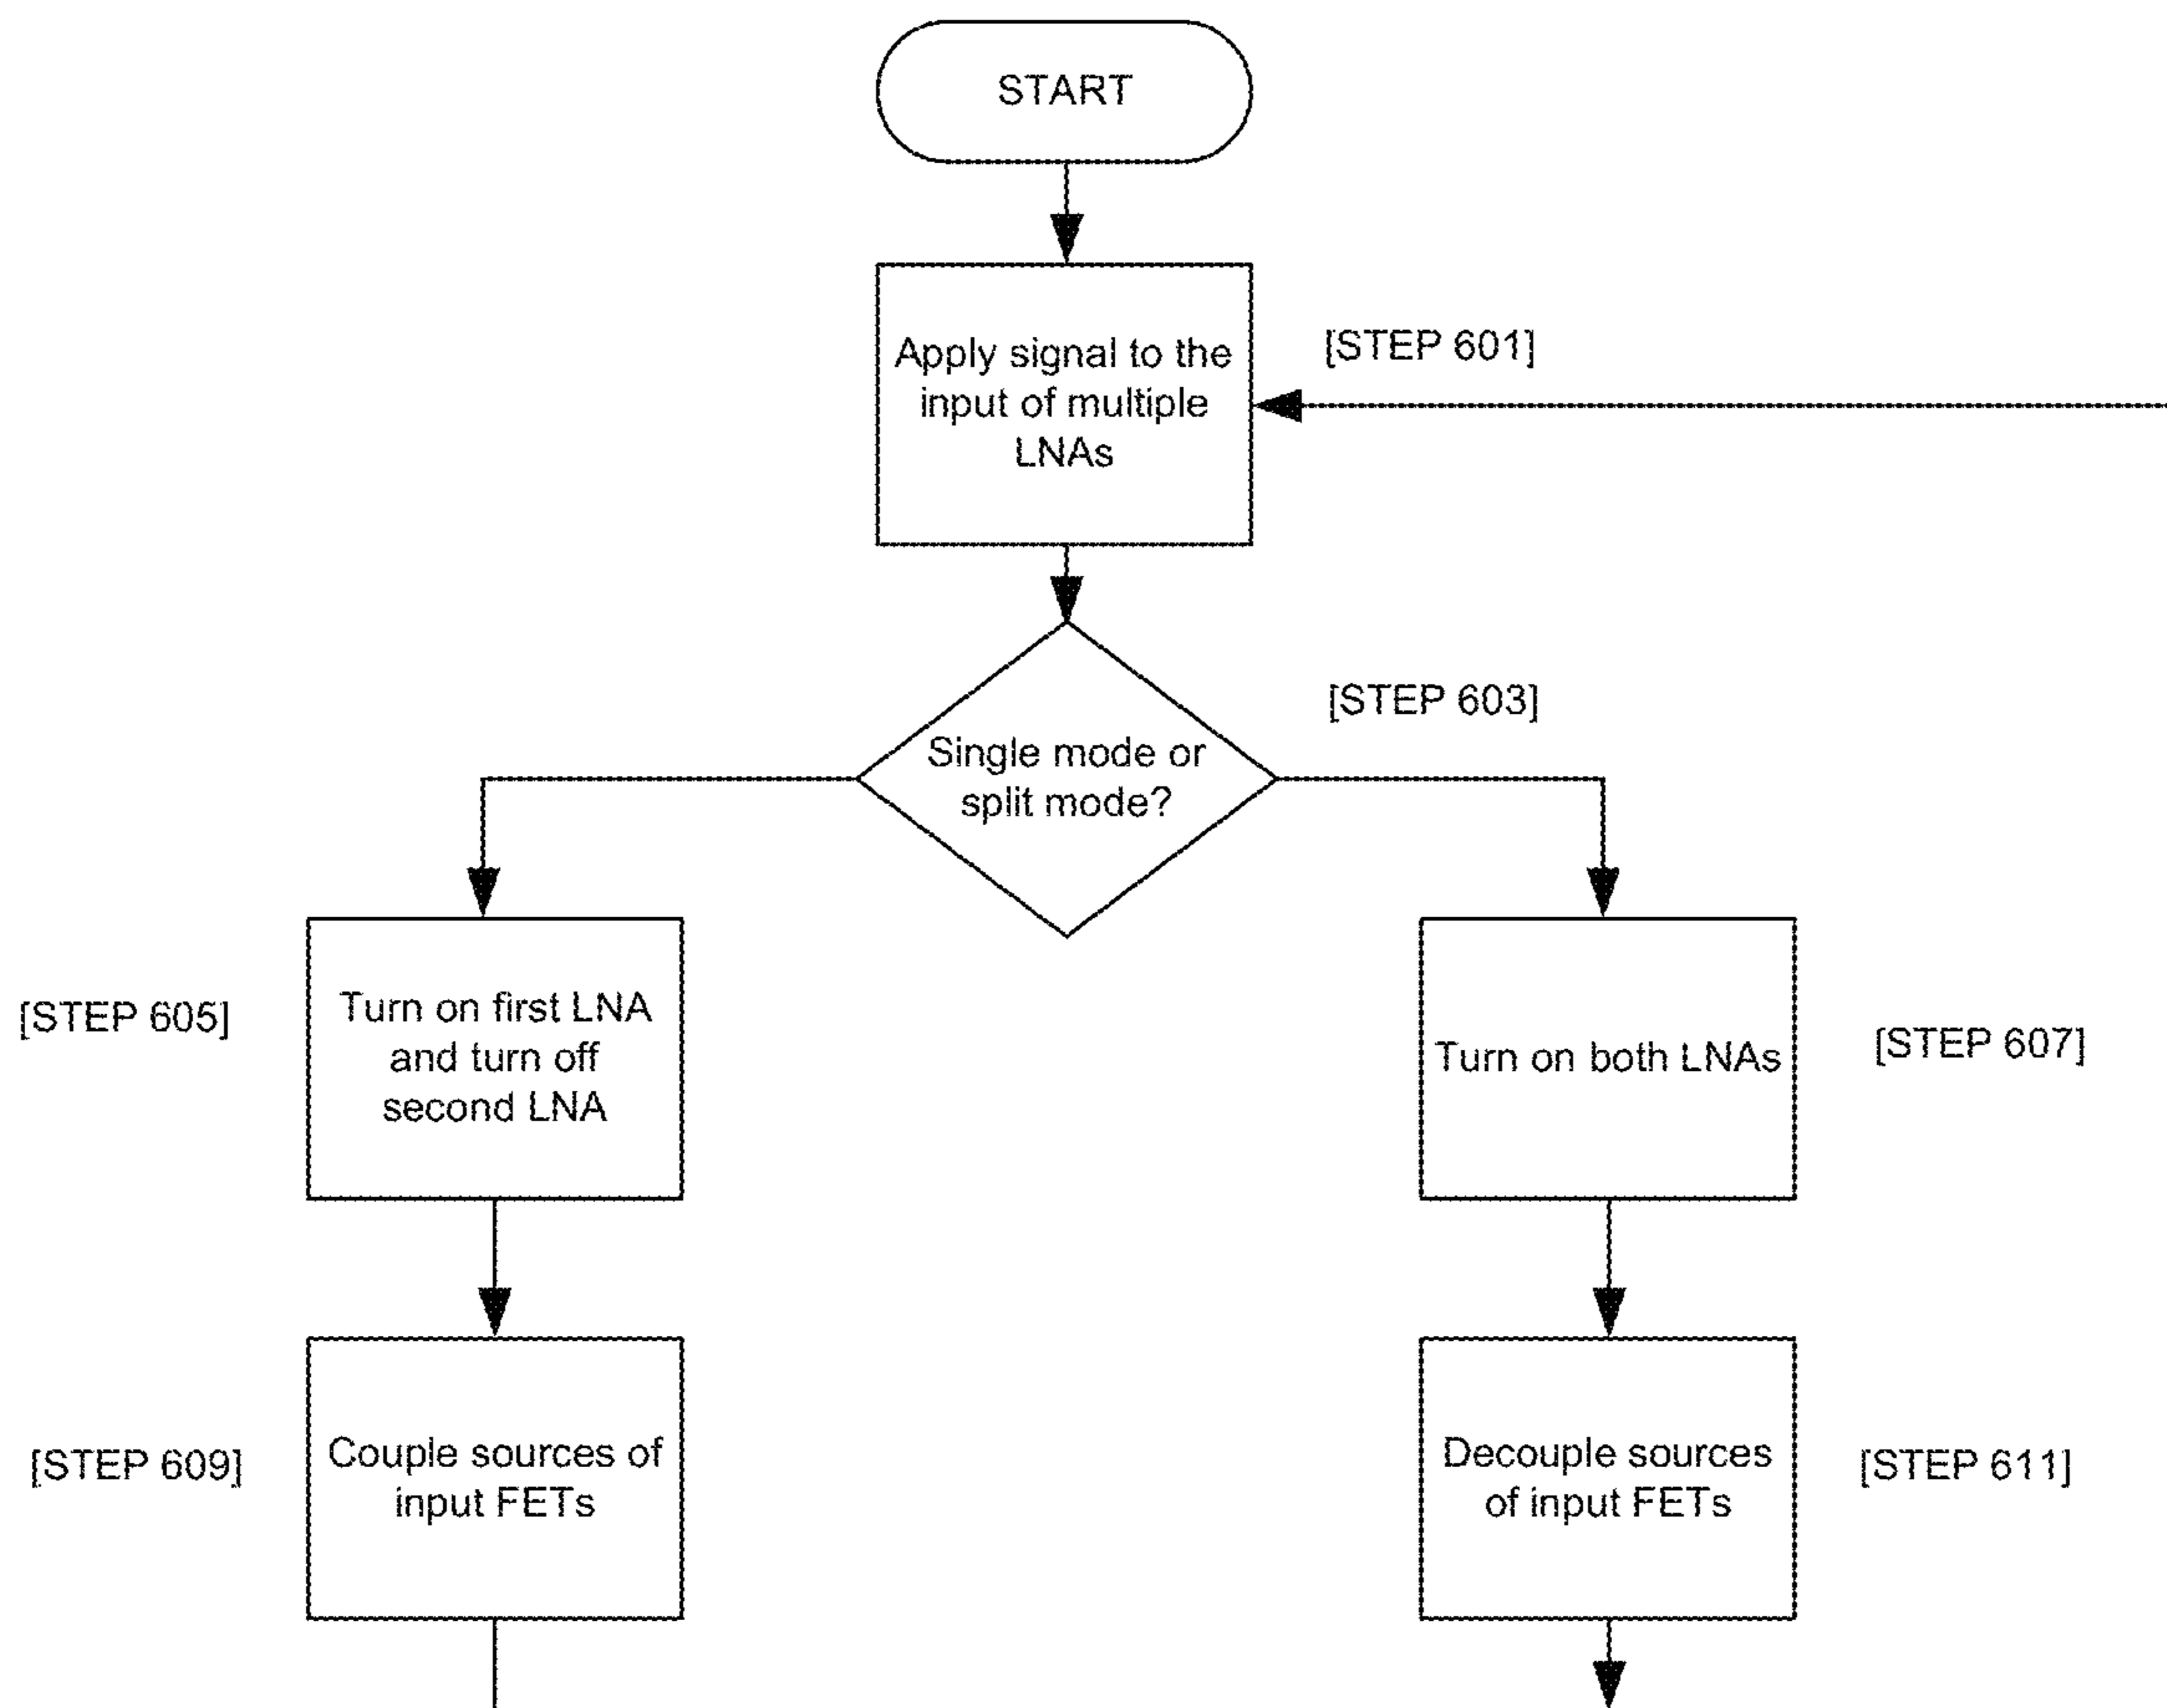 START
Apply signal to the
input of multiple
LNAs
[STEP 601]
[STEP 603]
Single mode or
split mode?
[STEP 605]
Turn on first LNA
and turn off
second LNA
Turn on both LNAs
[STEP 607]
[STEP 609]
Couple sources of
input FETs
Decouple sources
of input FETs
[STEP 611]